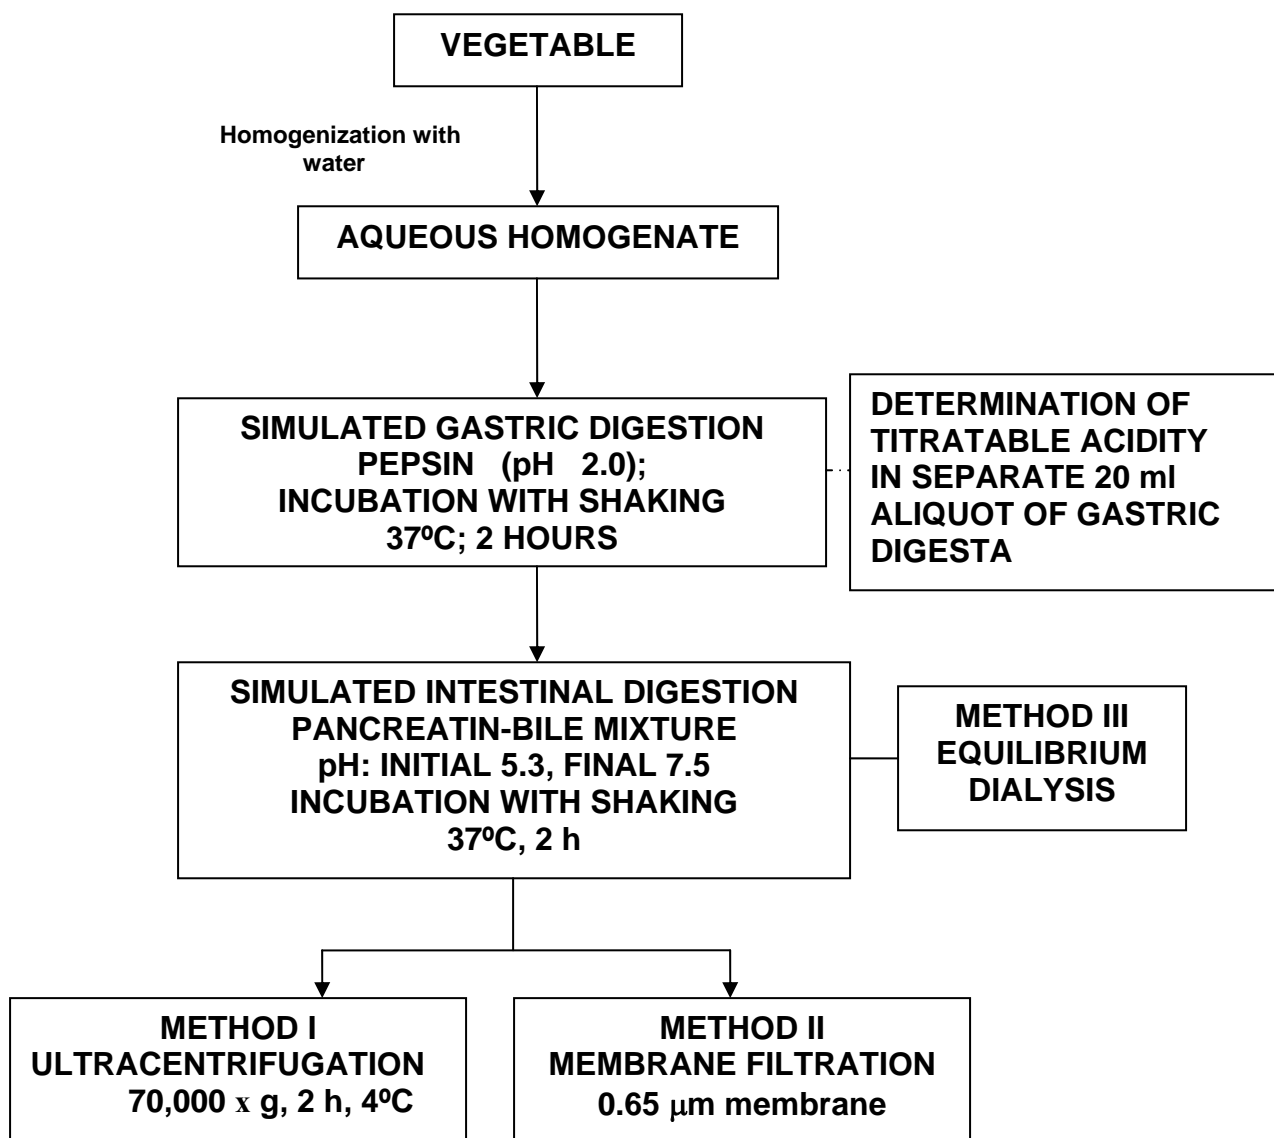 VEGETABLE
Homogenization with
water
AQUEOUS HOMOGENATE
SIMULATED GASTRIC DIGESTION
PEPSIN (pH 2.0);
INCUBATION WITH SHAKING
37ºC; 2 HOURS
DETERMINATION OF
TITRATABLE ACIDITY
IN SEPARATE 20 ml
ALIQUOT OF GASTRIC
DIGESTA
SIMULATED INTESTINAL DIGESTION
PANCREATIN-BILE MIXTURE
pH: INITIAL 5.3, FINAL 7.5
INCUBATION WITH SHAKING
37ºC, 2 h
METHOD III
EQUILIBRIUM
DIALYSIS
METHOD I
ULTRACENTRIFUGATION
70,000 x g, 2 h, 4ºC
METHOD II
MEMBRANE FILTRATION
0.65 μm membrane